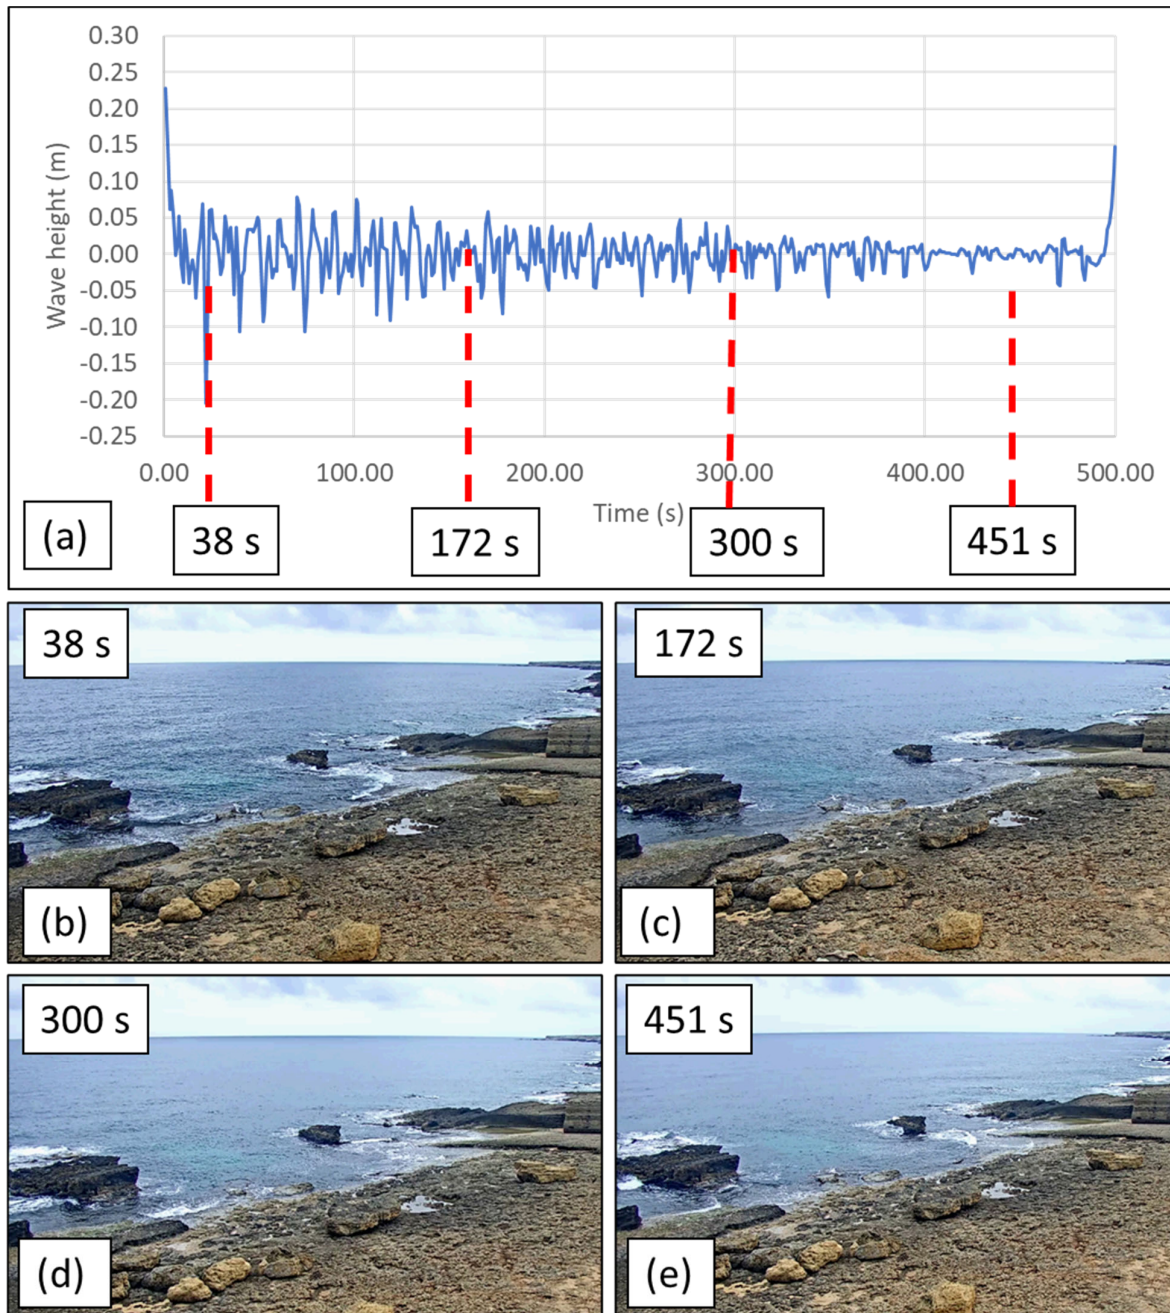 0.30
0.25
0.20
0.15
0.10
0.05
0.00
-0.05
-0.10
-0.15
-0.20
-0.25
Wave height (m)
0.00 100.00 200.00 300.00 400.00 500.00
Time (s)
(a) 38 s 172 s 300 s 451 s
38 s 172 s
(b) (c)
300 s 451 s
(d) (e)